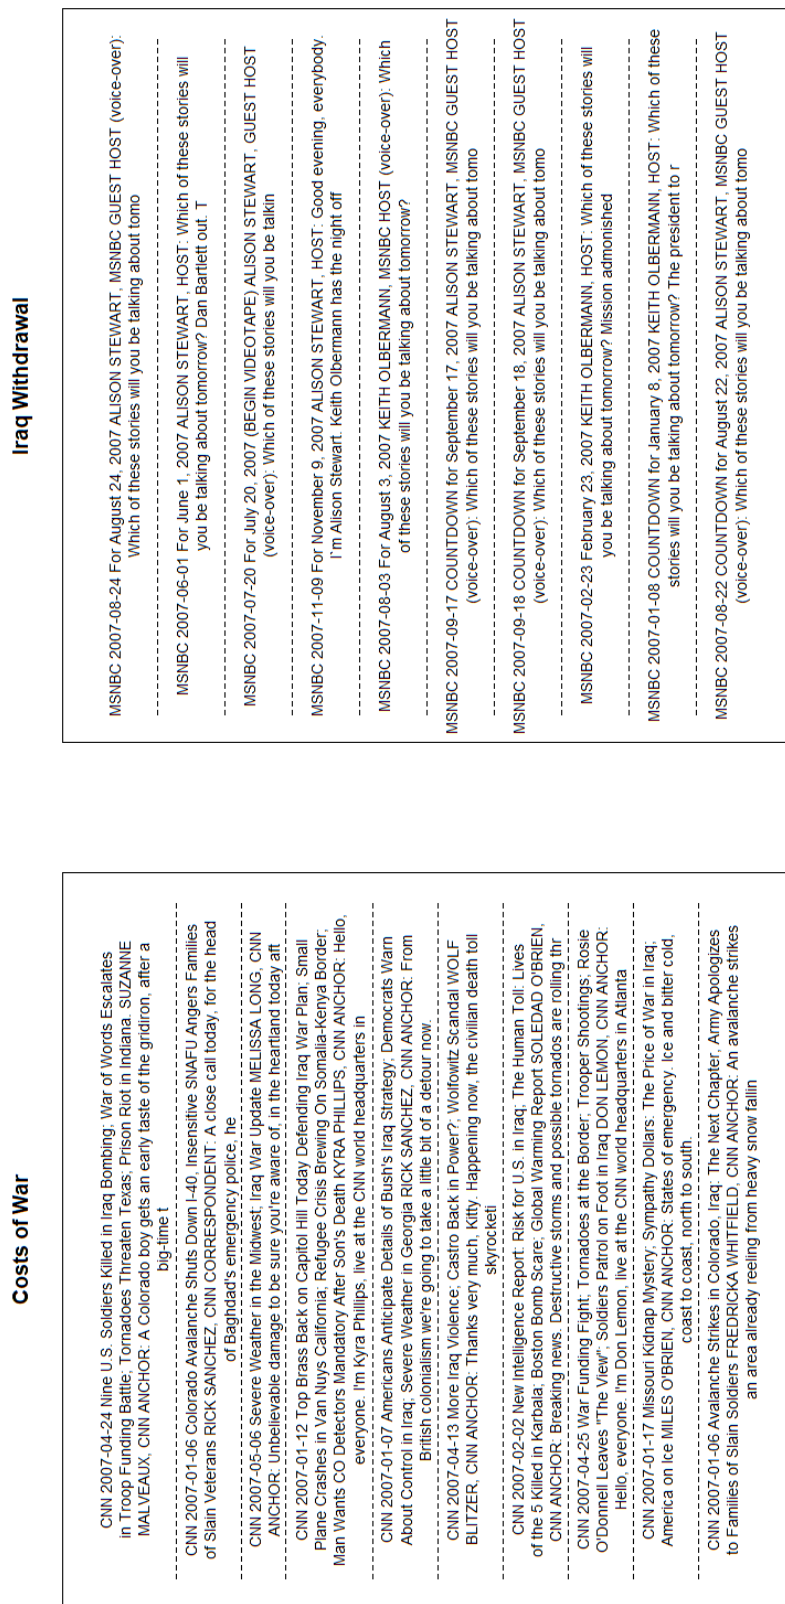 Costs of War
CNN 2007-04-24 Nine U.S. Soldiers Killed in Iraq Bombing; War of Words Escalates
in Troop Funding Battle; Tornadoes Threaten Texas; Prison Riot in Indiana. SUZANNE
MALVEAUX, CNN ANCHOR: A Colorado boy gets an early taste of the gridiron, after a
big-time t
CNN 2007-01-06 Colorado Avalanche Shuts Down I-40, Insensitive SNAFU Angers Families
of Slain Veterans RICK SANCHEZ, CNN CORRESPONDENT: A close call today, for the head
of Baghdad's emergency police, he
CNN 2007-05-06 Severe Weather in the Midwest; Iraq War Update MELISSA LONG, CNN
ANCHOR: Unbelievable damage to be sure you're aware of, in the heartland today aft
CNN 2007-01-12 Top Brass Back on Capitol Hill Today Defending Iraq War Plan; Small
Plane Crashes in Van Nuys California; Refugee Crisis Brewing On Somalia-Kenya Border;
Man Wants CO Detectors Mandatory After Son's Death KYRA PHILLIPS, CNN ANCHOR: Hello,
everyone. I'm Kyra Phillips, live at the CNN world headquarters in
CNN 2007-01-07 Americans Anticipate Details of Bush's Iraq Strategy; Democrats Warn
About Control in Iraq; Severe Weather in Georgia RICK SANCHEZ, CNN ANCHOR: From
British colonialism we're going to take a little bit of a detour now.
CNN 2007-04-13 More Iraq Violence; Castro Back in Power?; Wolfowitz Scandal WOLF
BLITZER, CNN ANCHOR: Thanks very much, Kitty. Happening now, the civilian death toll
skyrocketi
CNN 2007-02-02 New Intelligence Report: Risk for U.S. in Iraq; The Human Toll: Lives
of the 5 Killed in Karbala; Boston Bomb Scare; Global Warming Report SOLEDAD O'BRIEN,
CNN ANCHOR: Breaking news. Destructive storms and possible tornados are rolling thr
CNN 2007-04-25 War Funding Fight; Tornadoes at the Border; Trooper Shootings; Rosie
O'Donnell Leaves "The View"; Soldiers Patrol on Foot in Iraq DON LEMON, CNN ANCHOR:
Hello, everyone. I'm Don Lemon, live at the CNN world headquarters in Atlanta
CNN 2007-01-17 Missouri Kidnap Mystery; Sympathy Dollars: The Price of War in Iraq;
America on Ice MILES O'BRIEN, CNN ANCHOR: States of emergency. Ice and bitter cold,
coast to coast, north to south.
CNN 2007-01-06 Avalanche Strikes in Colorado, Iraq: The Next Chapter, Army Apologizes
to Families of Slain Soldiers FREDRICKA WHITFIELD, CNN ANCHOR: An avalanche strikes
an area already reeling from heavy snow fallin
Iraq Withdrawal
MSNBC 2007-08-24 For August 24, 2007 ALISON STEWART, MSNBC GUEST HOST (voice-over):
Which of these stories will you be talking about tomo
MSNBC 2007-06-01 For June 1, 2007 ALISON STEWART, HOST: Which of these stories will
you be talking about tomorrow? Dan Bartlett out. T
MSNBC 2007-07-20 For July 20, 2007 (BEGIN VIDEOTAPE) ALISON STEWART, GUEST HOST
(voice-over): Which of these stories will you be talkin
MSNBC 2007-11-09 For November 9, 2007 ALISON STEWART, HOST: Good evening, everybody.
I`m Alison Stewart. Keith Olbermann has the night off
MSNBC 2007-08-03 For August 3, 2007 KEITH OLBERMANN, MSNBC HOST (voice-over): Which
of these stories will you be talking about tomorrow?
MSNBC 2007-09-17 COUNTDOWN for September 17, 2007 ALISON STEWART, MSNBC GUEST HOST
(voice-over): Which of these stories will you be talking about tomo
MSNBC 2007-09-18 COUNTDOWN for September 18, 2007 ALISON STEWART, MSNBC GUEST HOST
(voice-over): Which of these stories will you be talking about tomo
MSNBC 2007-02-23 February 23, 2007 KEITH OLBERMANN, HOST: Which of these stories will
you be talking about tomorrow? Mission admonished
MSNBC 2007-01-08 COUNTDOWN for January 8, 2007 KEITH OLBERMANN, HOST: Which of these
stories will you be talking about tomorrow? The president to r
MSNBC 2007-08-22 COUNTDOWN for August 22, 2007 ALISON STEWART, MSNBC GUEST HOST
(voice-over): Which of these stories will you be talking about tomo